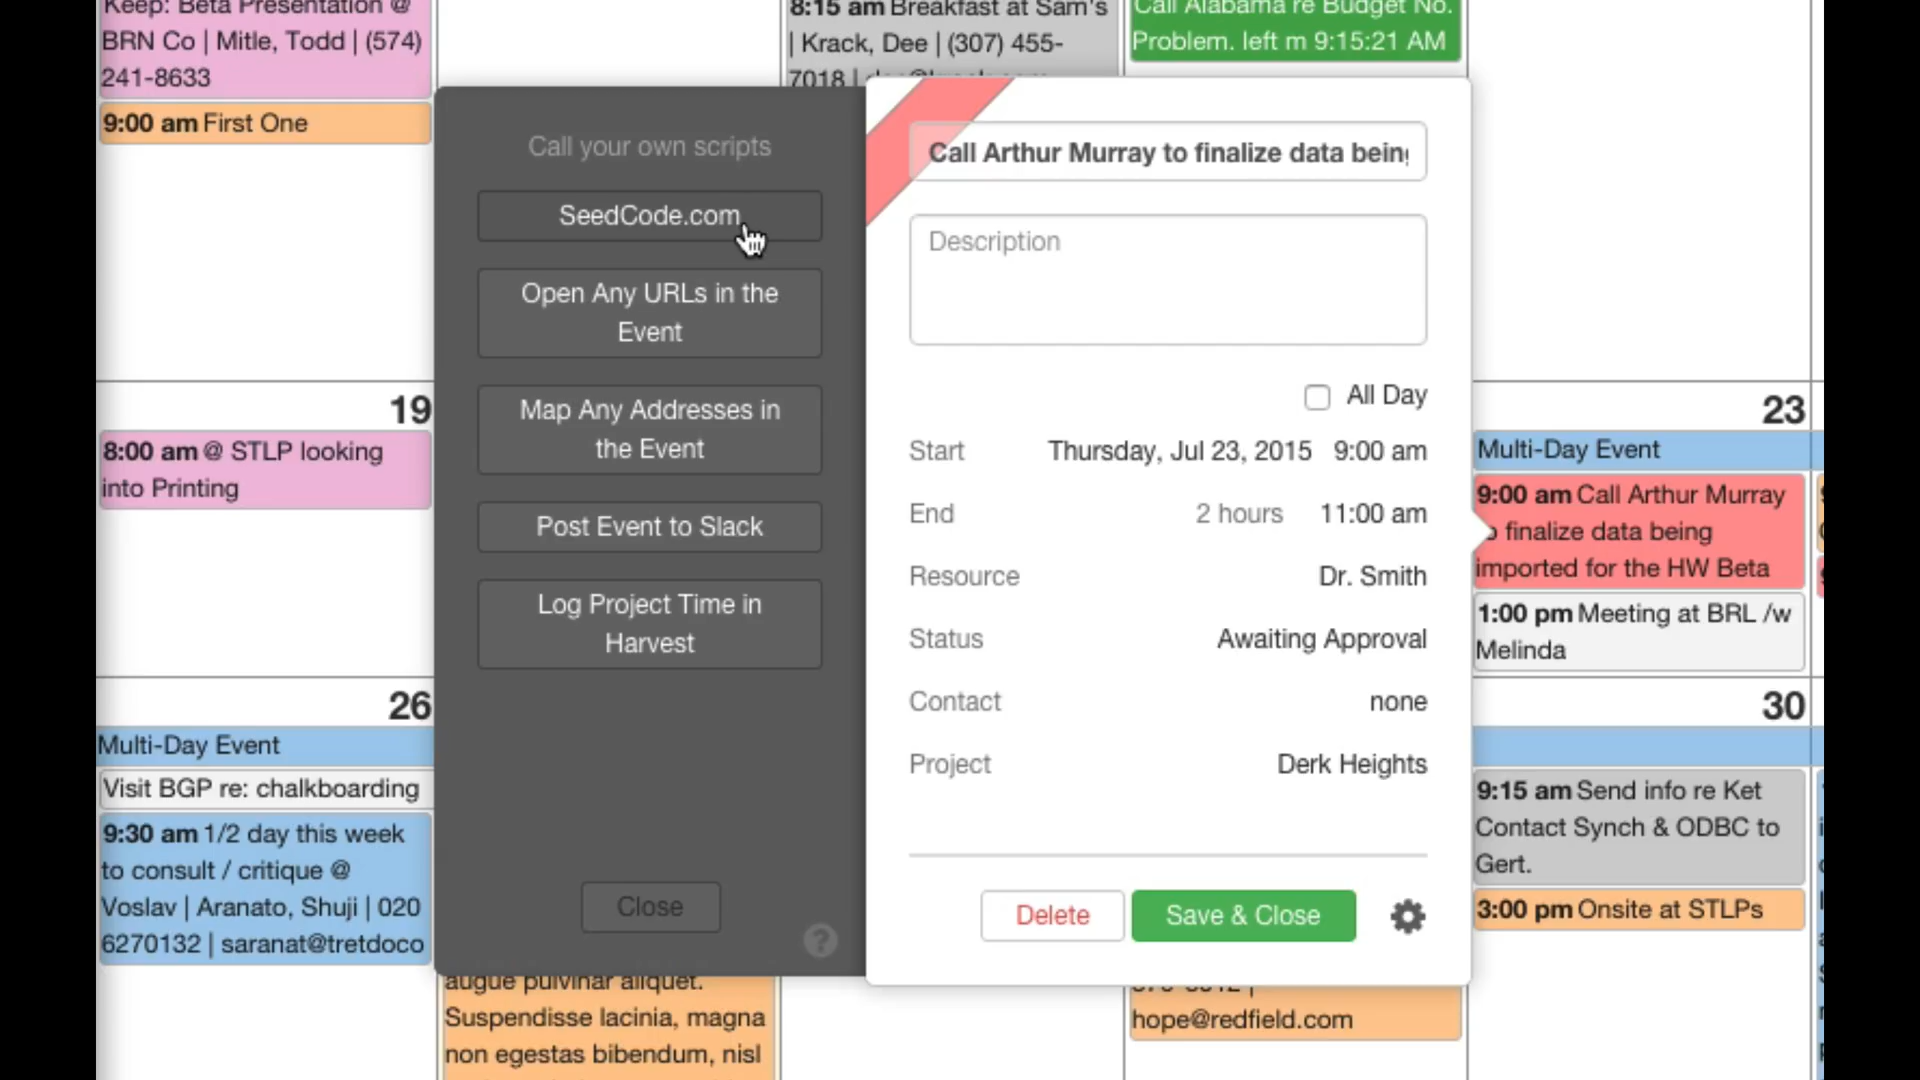 Keep: Beta Presentation @
BRN Co | Mitle, Todd | (574)
241-8633
9:00 am First One
8:15 am Breakfast at Sam's
| Krack, Dee | (307) 455-
7018 |
Call Alabama re Budget No.
Problem. left m 9:15:21 AM
Call your own scripts
SeedCode.com
Open Any URLs in the
Event
Map Any Addresses in
the Event
Post Event to Slack
Log Project Time in
Harvest
Close
?
Call Arthur Murray to finalize data being
Description
All Day
Start Thursday, Jul 23, 2015 9:00 am
End 2 hours 11:00 am
Resource Dr. Smith
Status Awaiting Approval
Contact none
Project Derk Heights
Delete Save & Close
19
8:00 am @ STLP looking
into Printing
23
Multi-Day Event
9:00 am Call Arthur Murray
finalize data being
imported for the HW Beta
1:00 pm Meeting at BRL /w
Melinda
26
Multi-Day Event
Visit BGP re: chalkboarding
9:30 am 1/2 day this week
to consult / critique @
Voslav | Aranato, Shuji | 020
6270132 | saranat@tretdoco
augue pulvinar aliquet.
Suspendisse lacinia, magna
non egestas bibendum, nisl
hope@redfield.com
30
9:15 am Send info re Ket
Contact Synch & ODBC to
Gert.
3:00 pm Onsite at STLPs